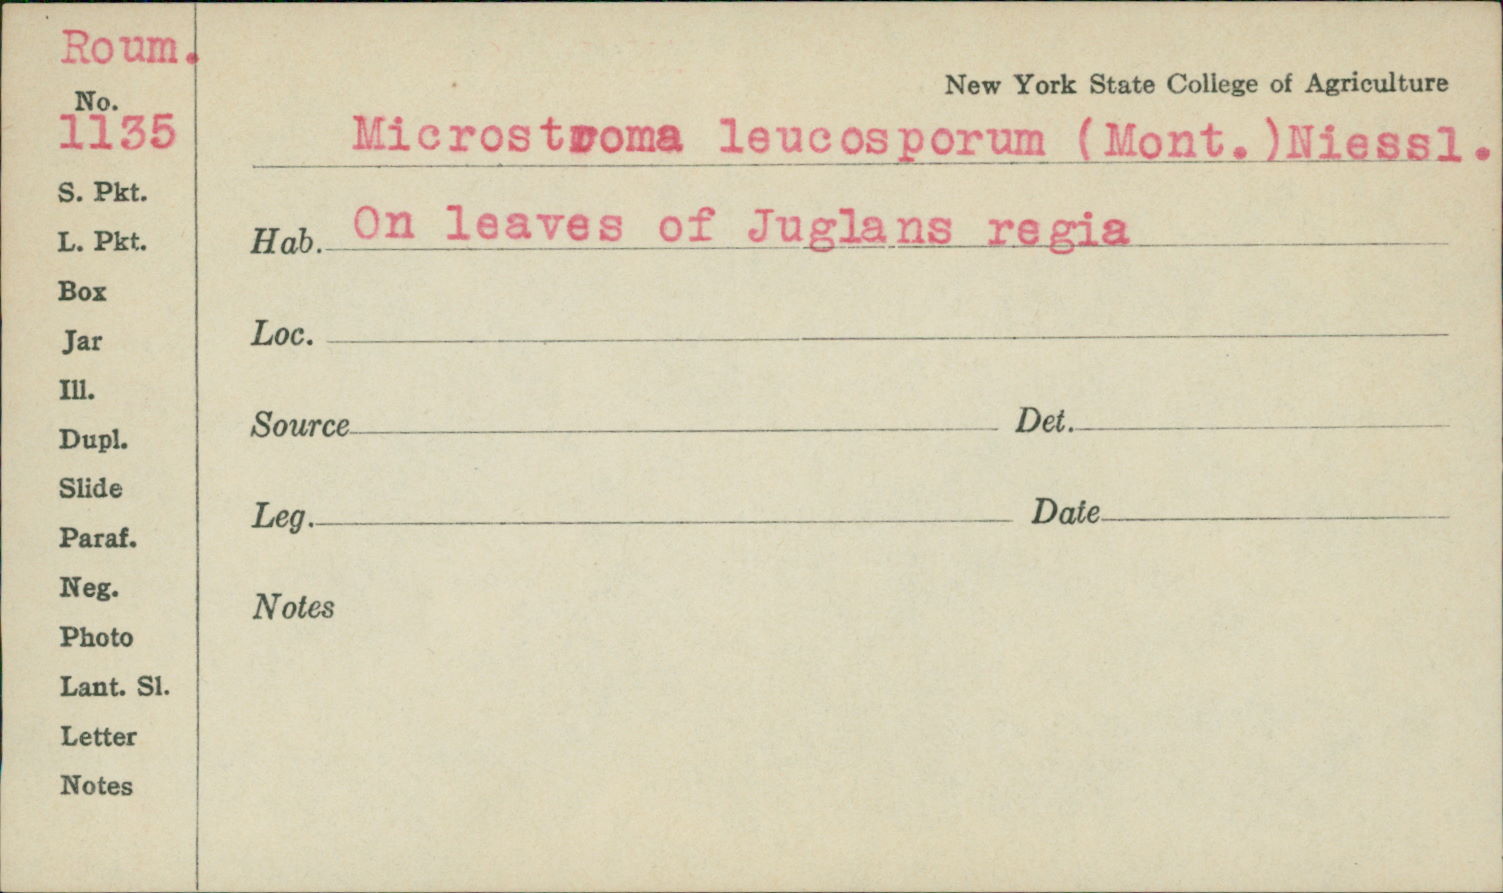 Roum.
No.
1135
S. Pkt.
L. Pkt.
Box
Jar
Ill.
Dupl.
Slide
Paraf.
Neg.
Photo
Lant. Sl.
Letter
Notes
New York State College of Agriculture
Microstroma leucosporum (Mont.)Niessl.
Hab. On leaves of Juglans regia
Loc.
Source Det.
Leg. Date
Notes